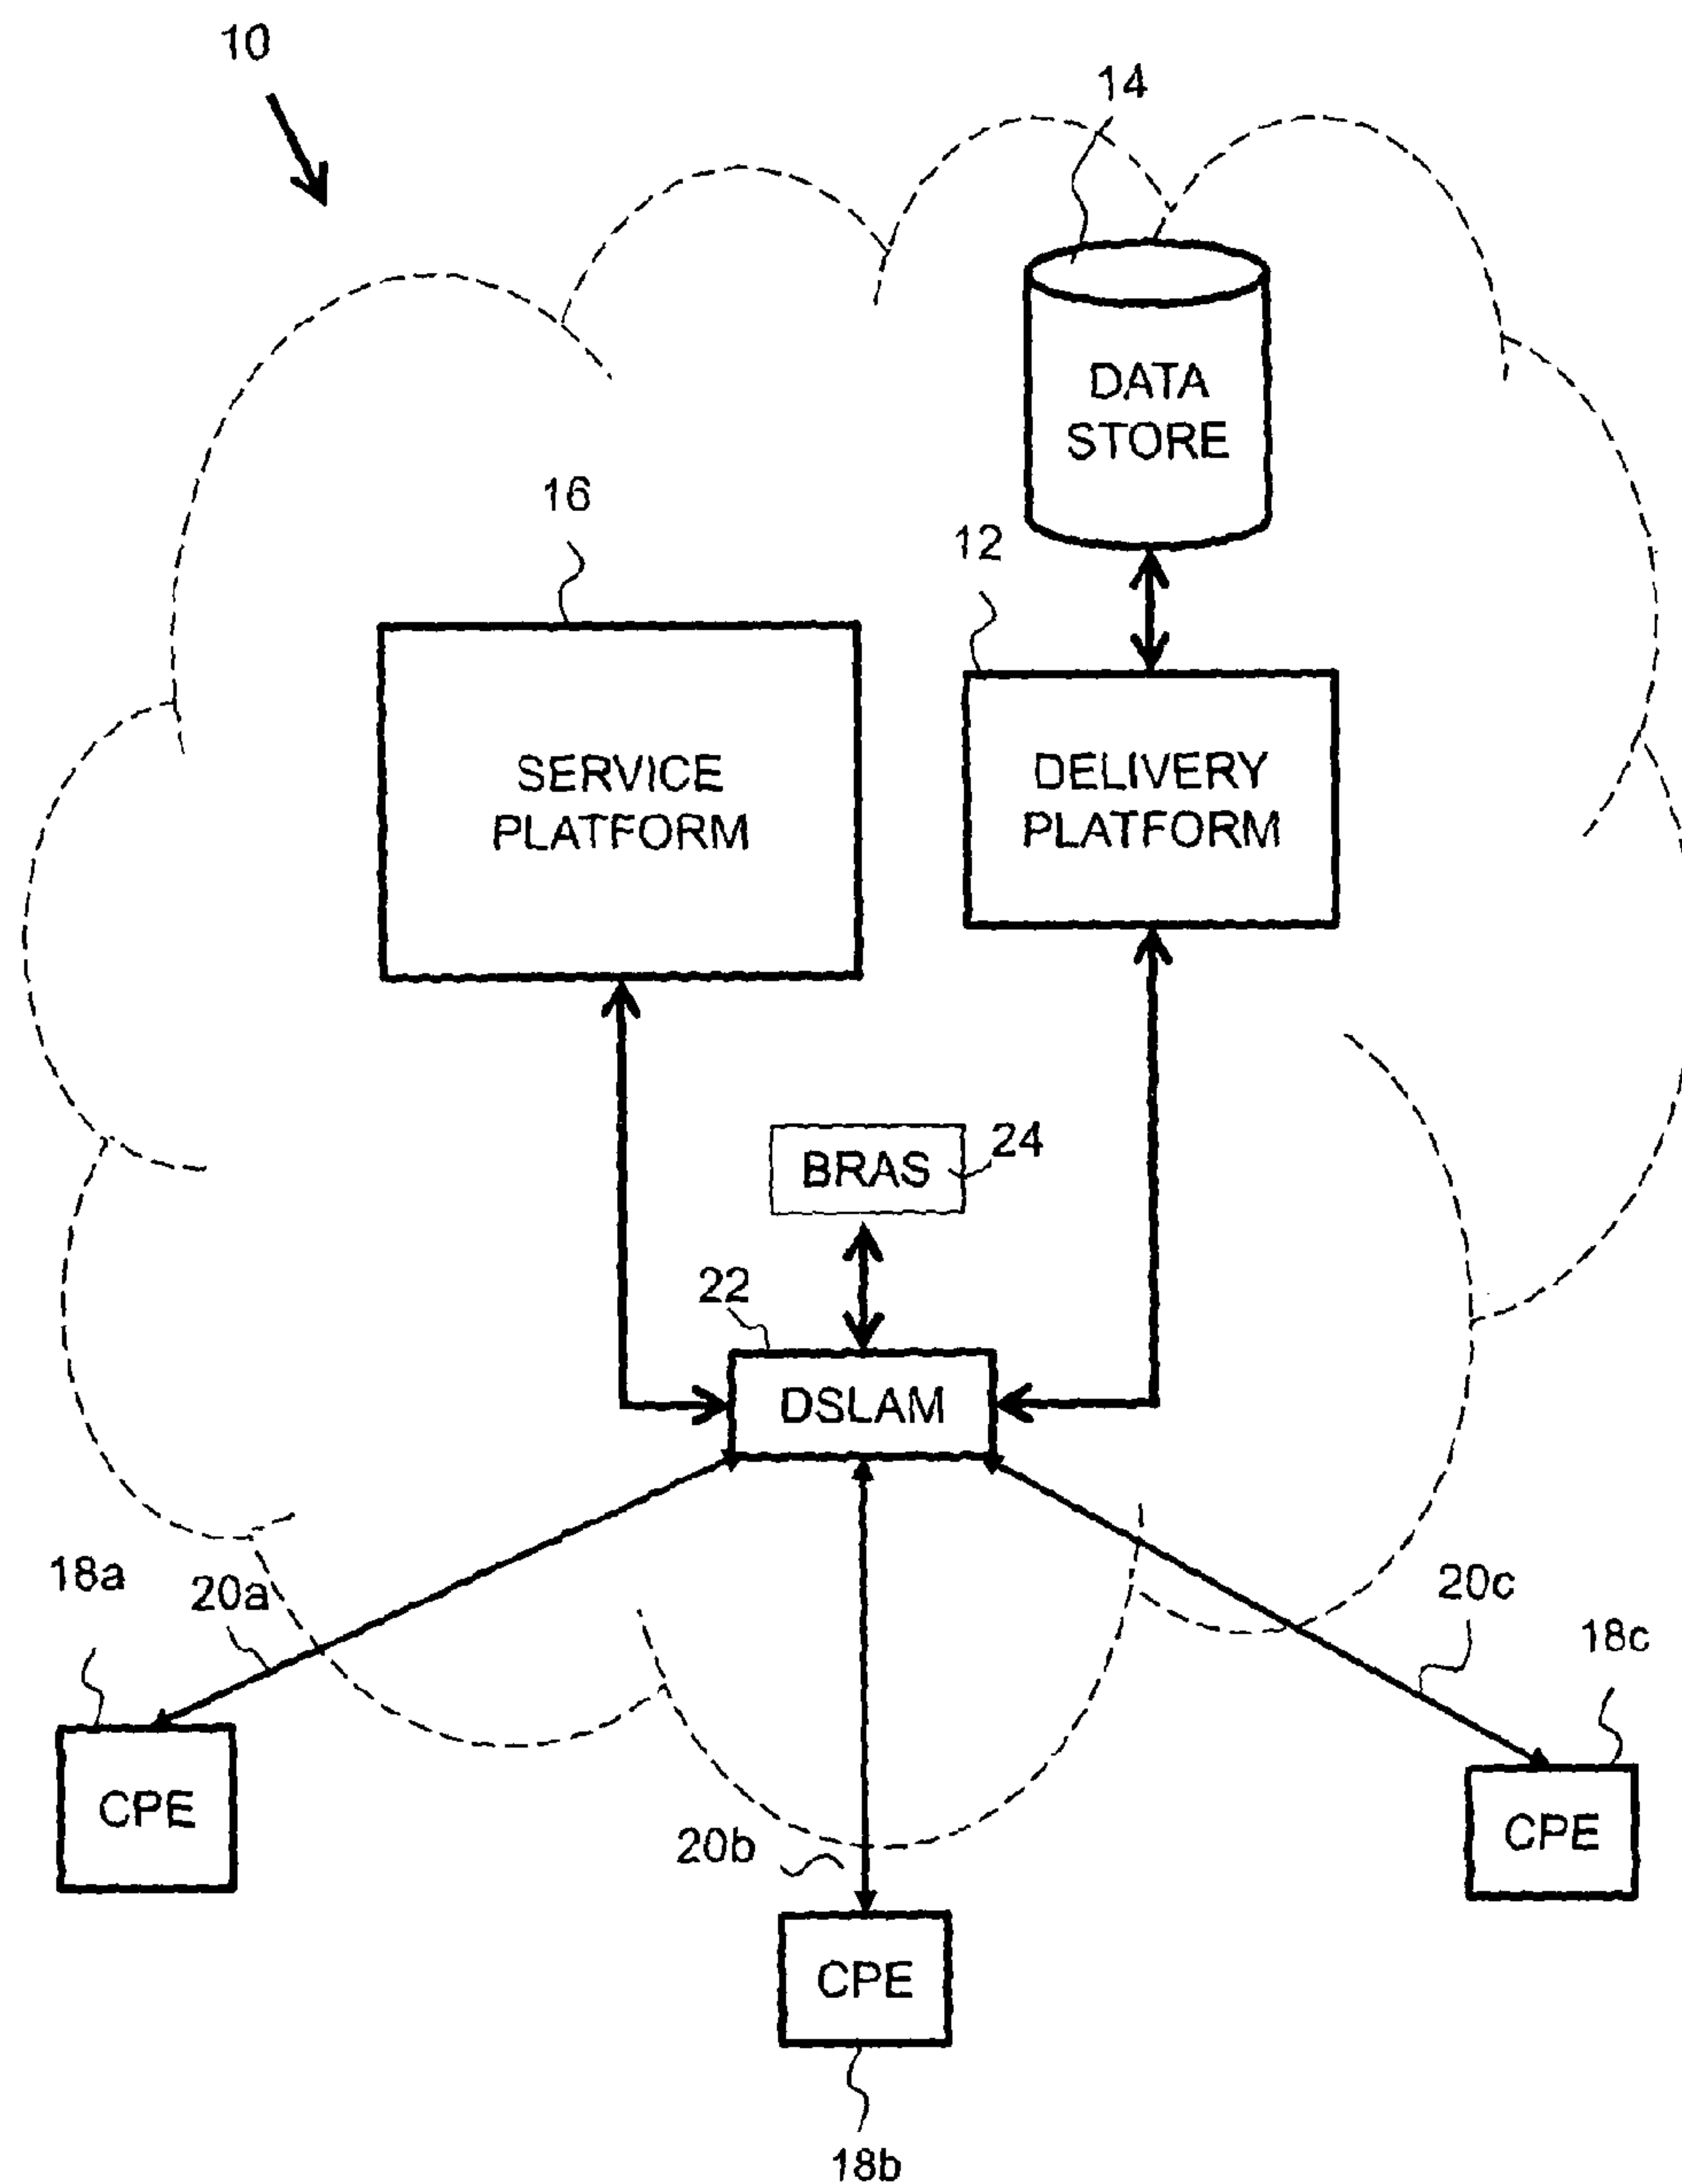 10
14
DATA
STORE
16
12
SERVICE
PLATFORM
DELIVERY
PLATFORM
BRAS
24
22
DSLAM
18a
20a
20c
18c
CPE
20b
CPE
CPE
18b